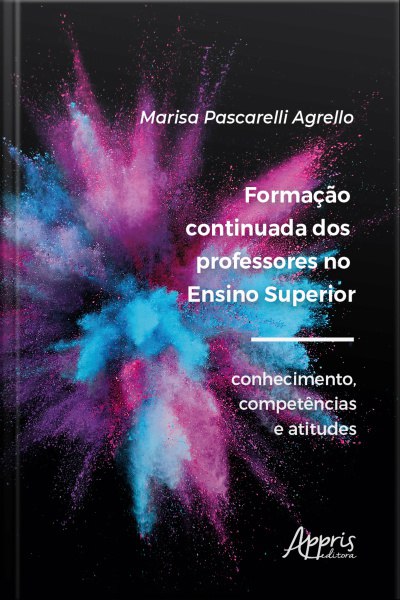 Marisa Pascarelli Agrello
Formação
continuada dos
professores no
Ensino Superior
conhecimento,
competências
e atitudes
Appris
editora